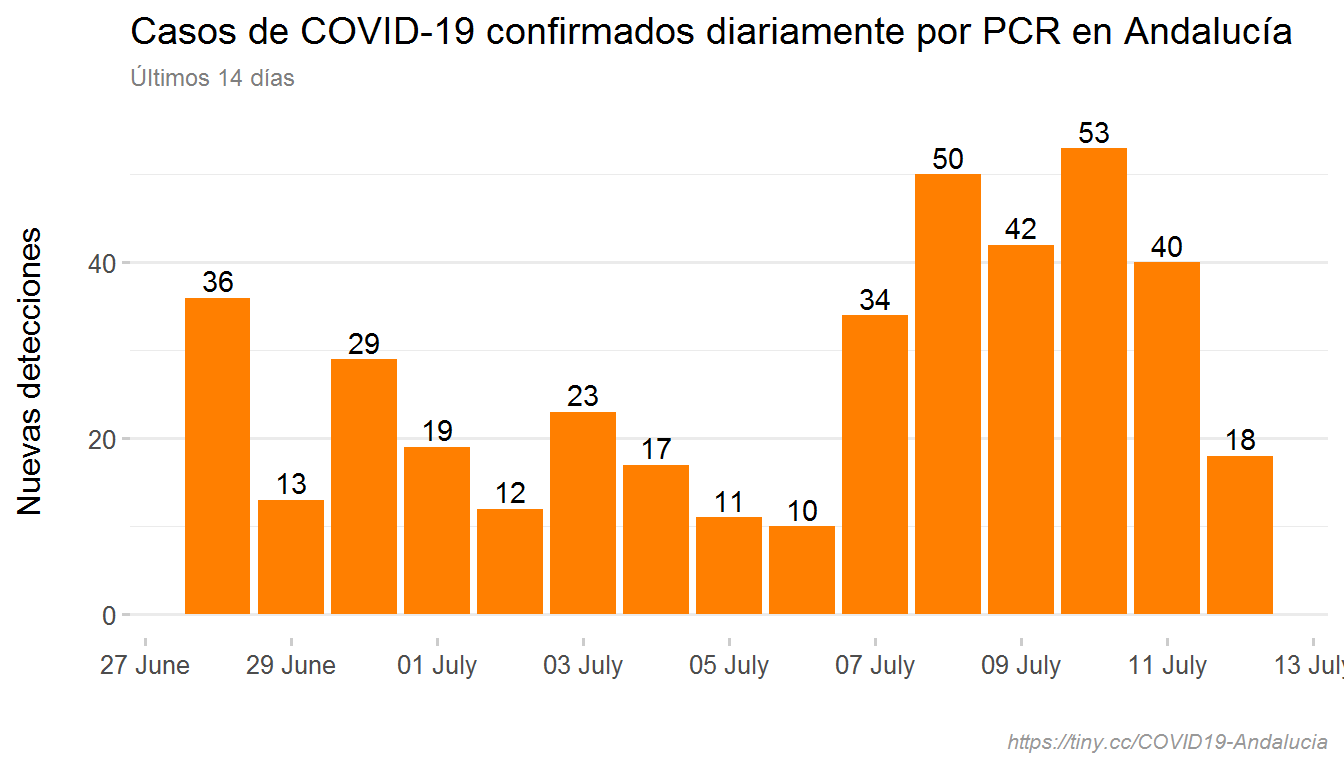 Casos de COVID-19 confirmados diariamente por PCR en Andalucía
Últimos 14 días
Nuevas detecciones
40
20
0
36
13
29
19
12
23
17
11
10
34
50
42
53
40
18
27 June
29 June
01 July
03 July
05 July
07 July
09 July
11 July
13 July
https://tiny.cc/COVID19-Andalucia